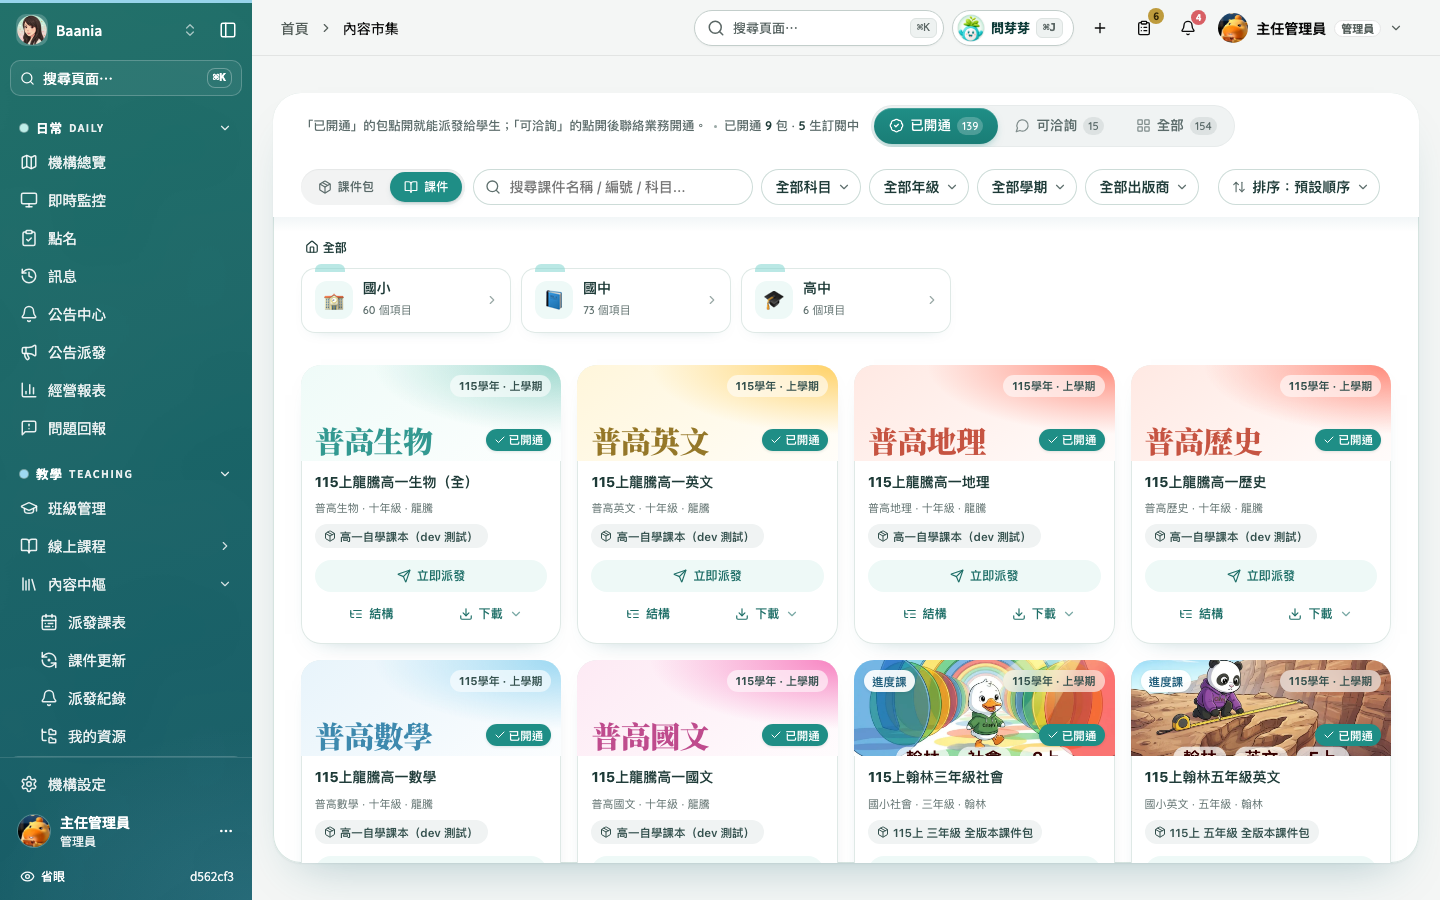 Baania
搜尋頁面… ⌘K
日常 DAILY
機構總覽
即時監控
點名
訊息
公告中心
公告派發
經營報表
問題回報
教學 TEACHING
班級管理
線上課程
內容中樞
派發課表
課件更新
派發紀錄
我的資源
機構設定
主任管理員
管理員
省眼 d562cf3
首頁 > 內容市集
搜尋頁面… ⌘K
問芽芽 ⌘J
6
4
主任管理員 管理員
「已開通」的包點開就能派發給學生；「可洽詢」的點開後聯絡業務開通。 • 已開通 9 包 · 5 生訂閱中
已開通 139
可洽詢 15
全部 154
課件包 課件
搜尋課件名稱 / 編號 / 科目...
全部科目 全部年級 全部學期 全部出版商 排序：預設順序
全部
國小
60 個項目
國中
73 個項目
高中
6 個項目
115學年 · 上學期
普高生物
已開通
115上龍騰高一生物（全）
普高生物 · 十年級 · 龍騰
高一自學課本（dev 測試）
立即派發
結構 下載
115學年 · 上學期
普高英文
已開通
115上龍騰高一英文
普高英文 · 十年級 · 龍騰
高一自學課本（dev 測試）
立即派發
結構 下載
115學年 · 上學期
普高地理
已開通
115上龍騰高一地理
普高地理 · 十年級 · 龍騰
高一自學課本（dev 測試）
立即派發
結構 下載
115學年 · 上學期
普高歷史
已開通
115上龍騰高一歷史
普高歷史 · 十年級 · 龍騰
高一自學課本（dev 測試）
立即派發
結構 下載
115學年 · 上學期
普高數學
已開通
115上龍騰高一數學
普高數學 · 十年級 · 龍騰
高一自學課本（dev 測試）
115學年 · 上學期
普高國文
已開通
115上龍騰高一國文
普高國文 · 十年級 · 龍騰
高一自學課本（dev 測試）
進度課
115學年 · 上學期
已開通
115上翰林三年級社會
國小社會 · 三年級 · 翰林
115上 三年級 全版本課件包
進度課
115學年 · 上學期
已開通
115上翰林五年級英文
國小英文 · 五年級 · 翰林
115上 五年級 全版本課件包